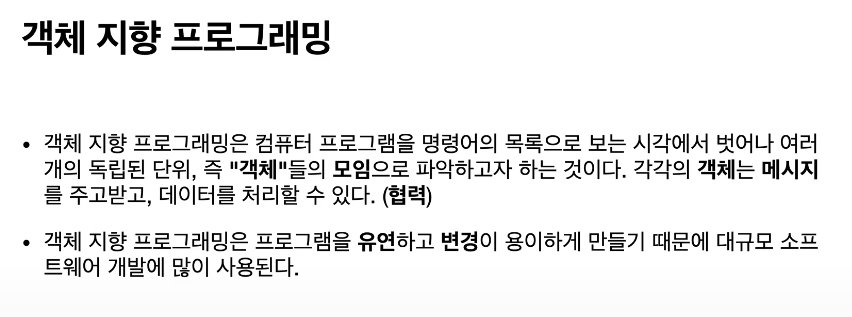 객체 지향 프로그래밍
• 객체 지향 프로그래밍은 컴퓨터 프로그램을 명령어의 목록으로 보는 시각에서 벗어나 여러
개의 독립된 단위, 즉 "객체"들의 모임으로 파악하고자 하는 것이다. 각각의 객체는 메시지
를 주고받고, 데이터를 처리할 수 있다. (협력)
• 객체 지향 프로그래밍은 프로그램을 유연하고 변경이 용이하게 만들기 때문에 대규모 소프
트웨어 개발에 많이 사용된다.